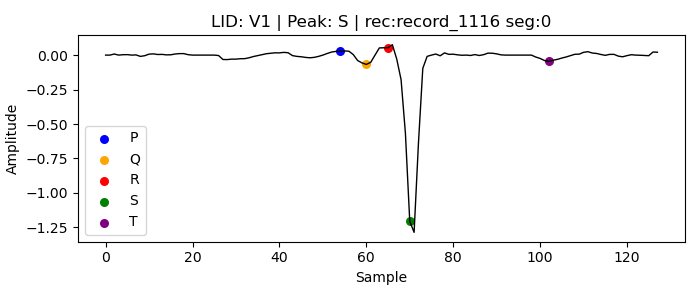 LID: V1 | Peak: S | rec:record_1116 seg:0
Amplitude
0.00
−0.25
−0.50
−0.75
−1.00
−1.25
P
Q
R
S
T
0 20 40 60 80 100 120
Sample